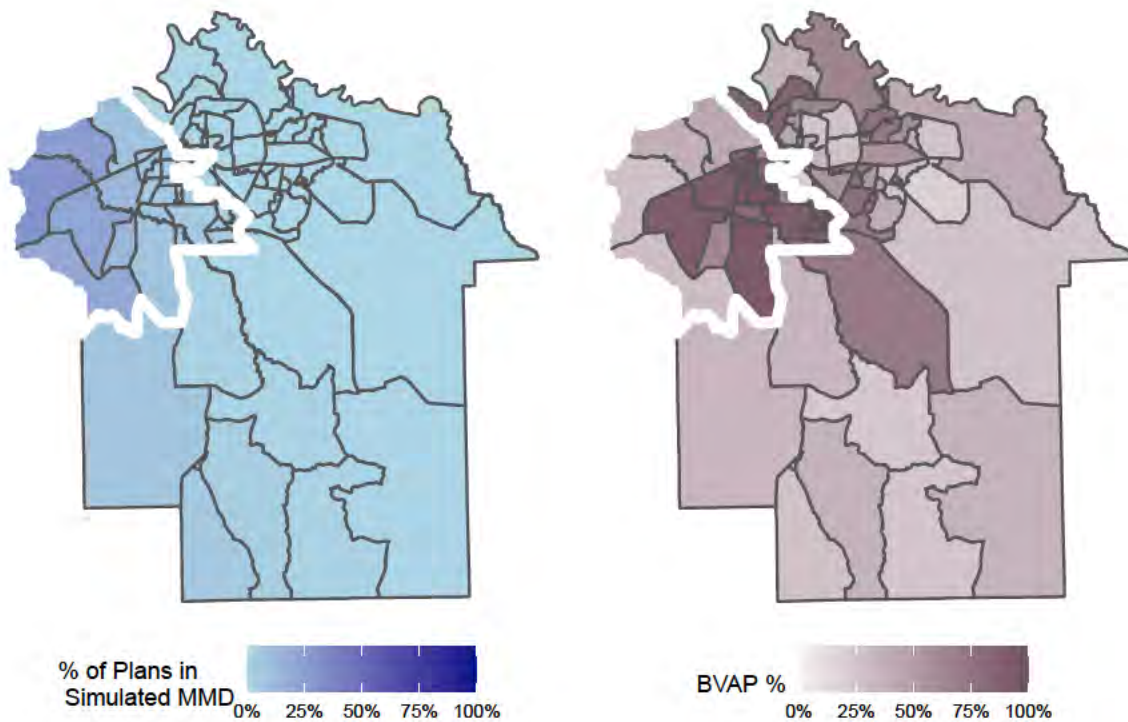 % of Plans in
Simulated MMD
0% 25% 50% 75% 100%
BVAP %
0% 25% 50% 75% 100%